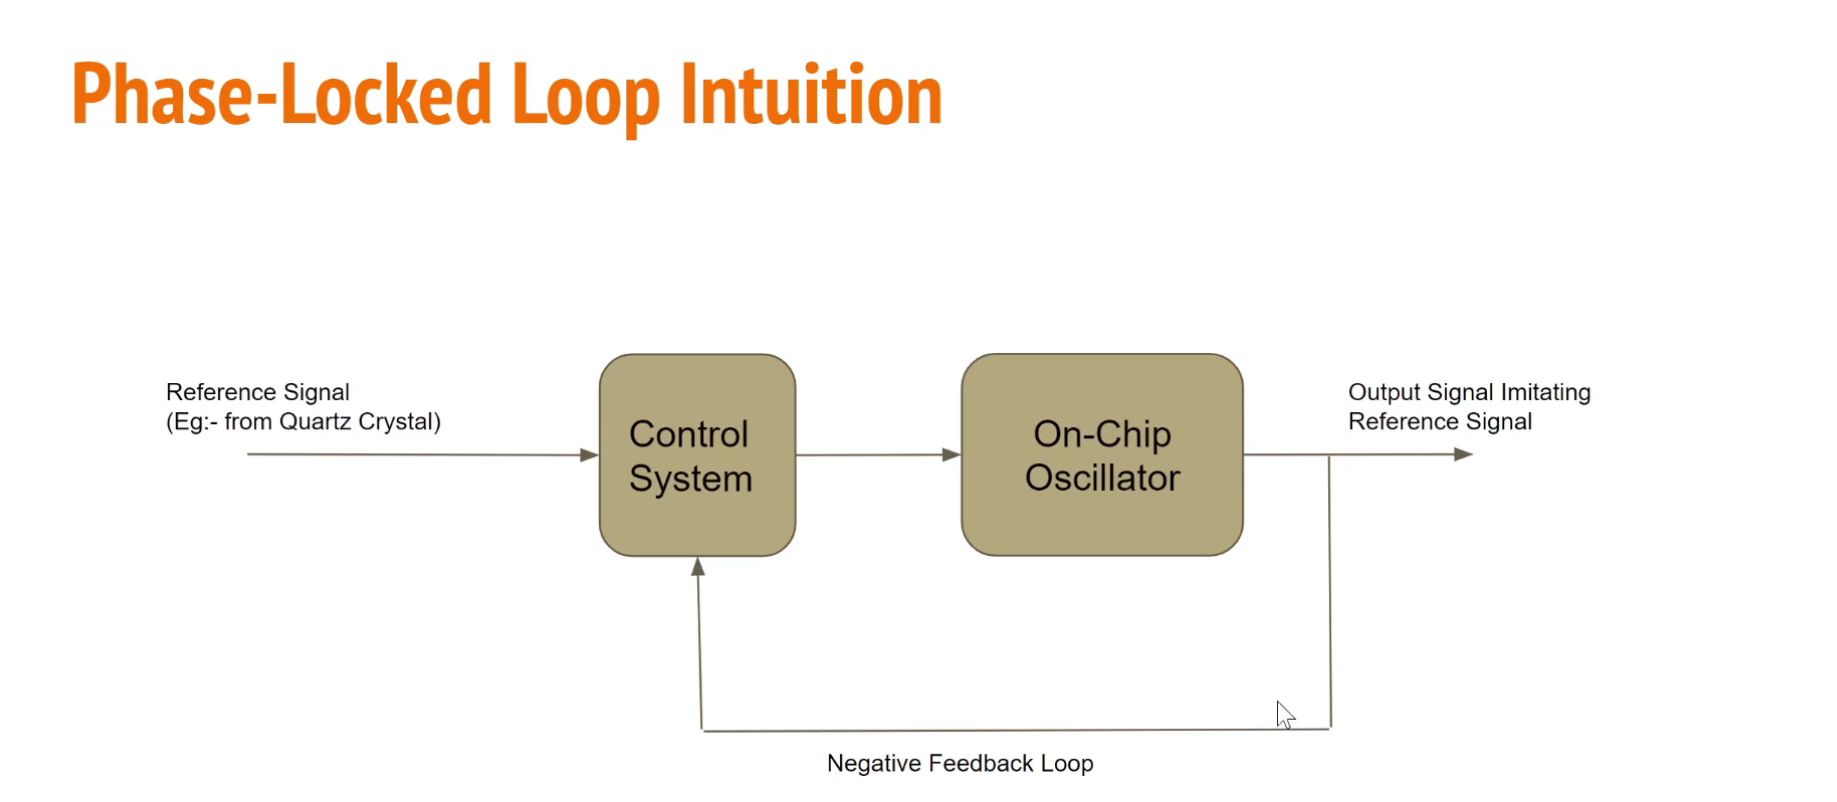 Phase-Locked Loop Intuition
Reference Signal
(Eg:- from Quartz Crystal)
Control
System
On-Chip
Oscillator
Output Signal Imitating
Reference Signal
Negative Feedback Loop